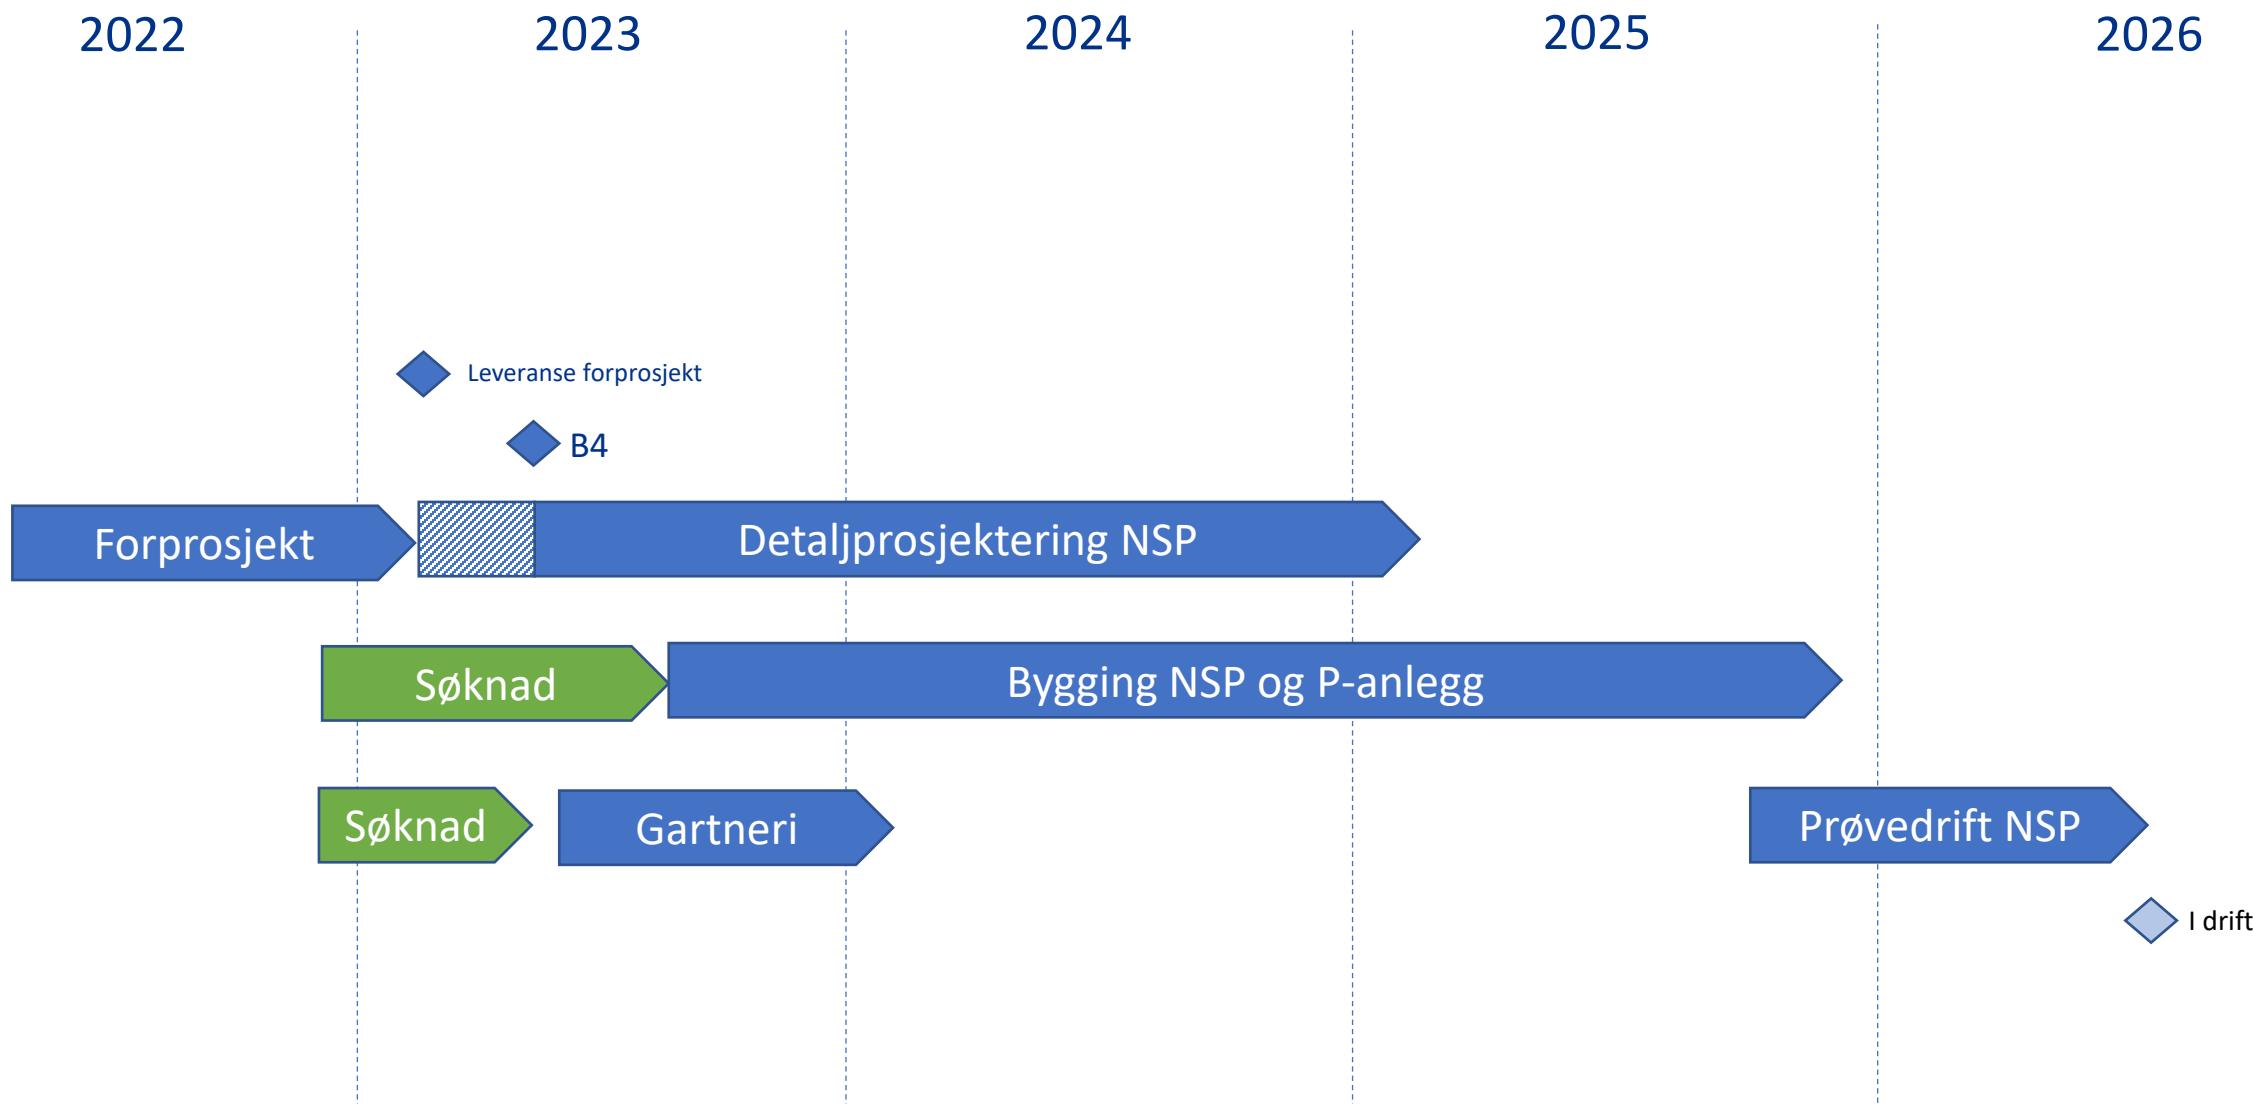 2022
2023
2024
2025
2026
Leveranse forprosjekt
B4
Forprosjekt
Detaljprosjektering NSP
Søknad
Bygging NSP og P-anlegg
Søknad
Gartneri
Prøvedrift NSP
I drift